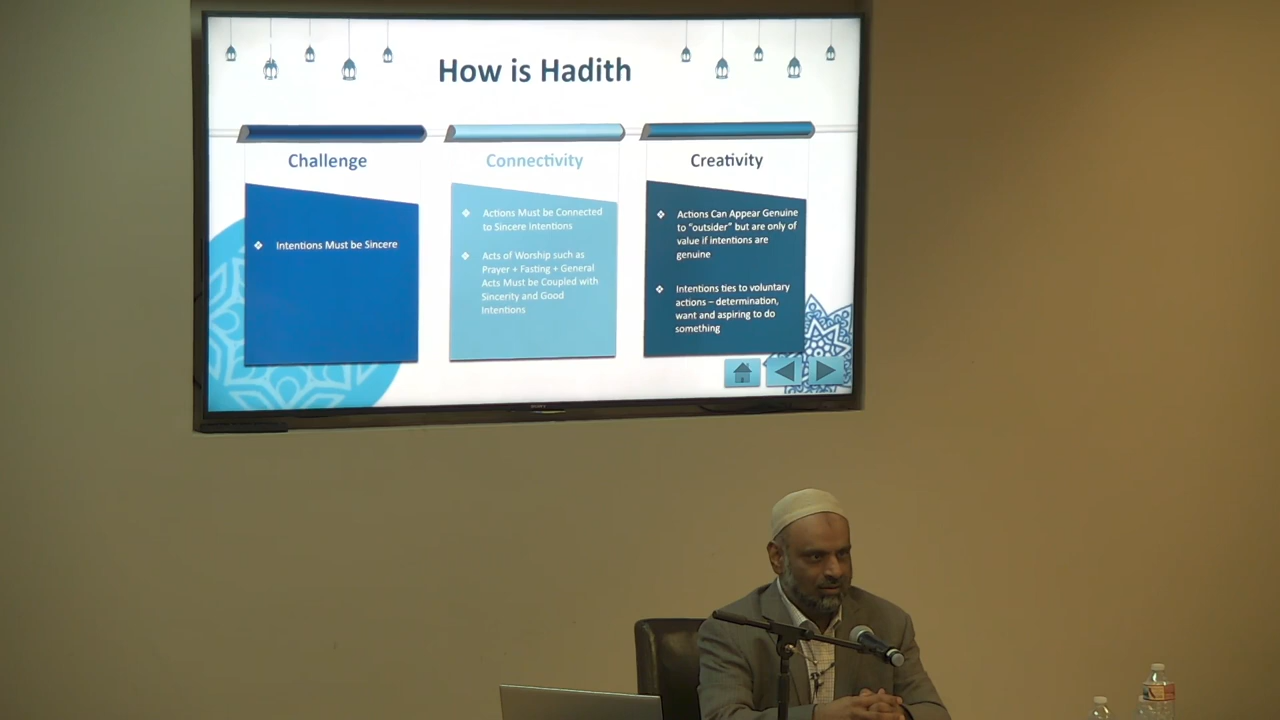 How is Hadith
Challenge
Intentions Must be Sincere
Connectivity
Actions Must be Connected
to Sincere Intentions
Acts of Worship such as
Prayer + Fasting + General
Acts Must be Coupled with
Sincerity and Good
Intentions
Creativity
Actions Can Appear Genuine
to "outsider" but are only of
value if intentions are
genuine
Intentions ties to voluntary
actions – determination,
want and aspiring to do
something
SONY